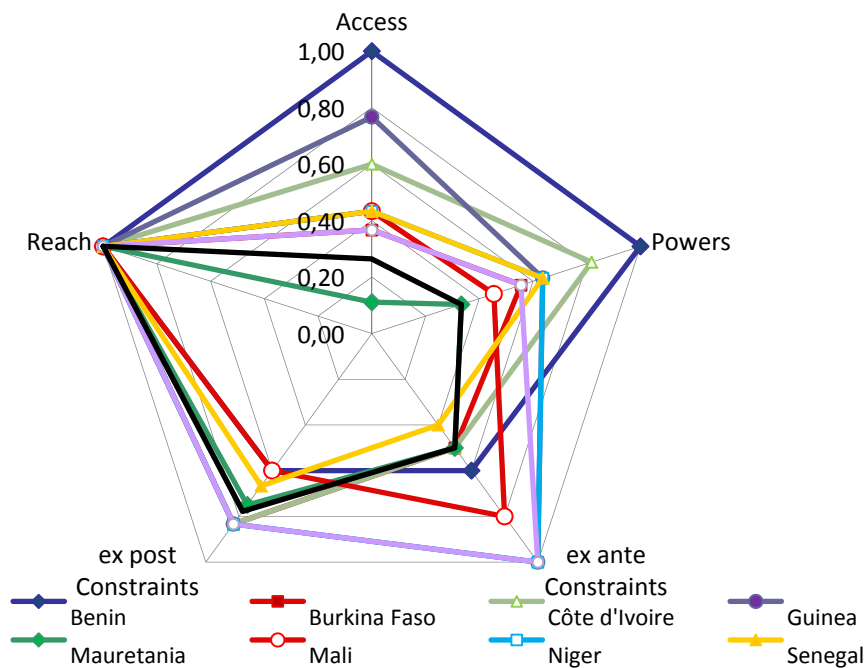 Access
1,00
0,80
0,60
0,40
0,20
0,00
Reach
Powers
ex post
Constraints
ex ante
Constraints
Benin
Burkina Faso
Côte d'Ivoire
Guinea
Mauretania
Mali
Niger
Senegal